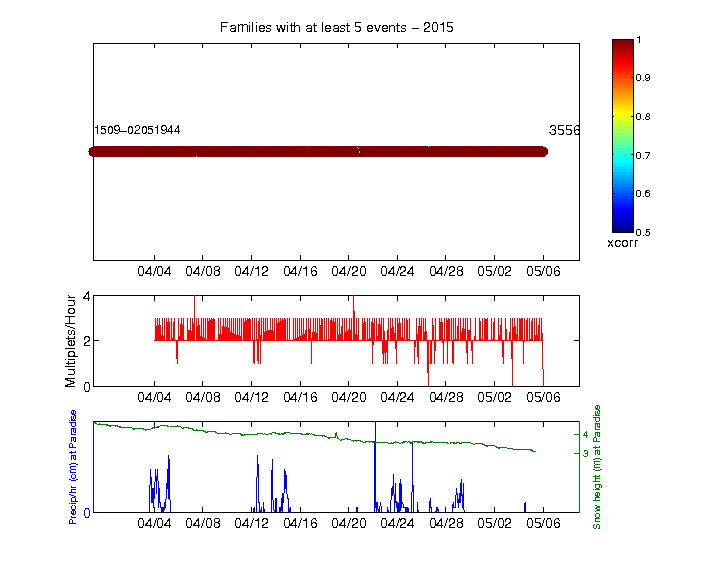 Families with at least 5 events − 2015
1509−02051944
3556
04/04 04/08 04/12 04/16 04/20 04/24 04/28 05/02 05/06
1
0.9
0.8
0.7
0.6
0.5
xcorr
Multiplets/Hour
4
2
0
04/04 04/08 04/12 04/16 04/20 04/24 04/28 05/02 05/06
Precip/hr (cm) at Paradise
0
4
3
Snow height (m) at Paradise
04/04 04/08 04/12 04/16 04/20 04/24 04/28 05/02 05/06